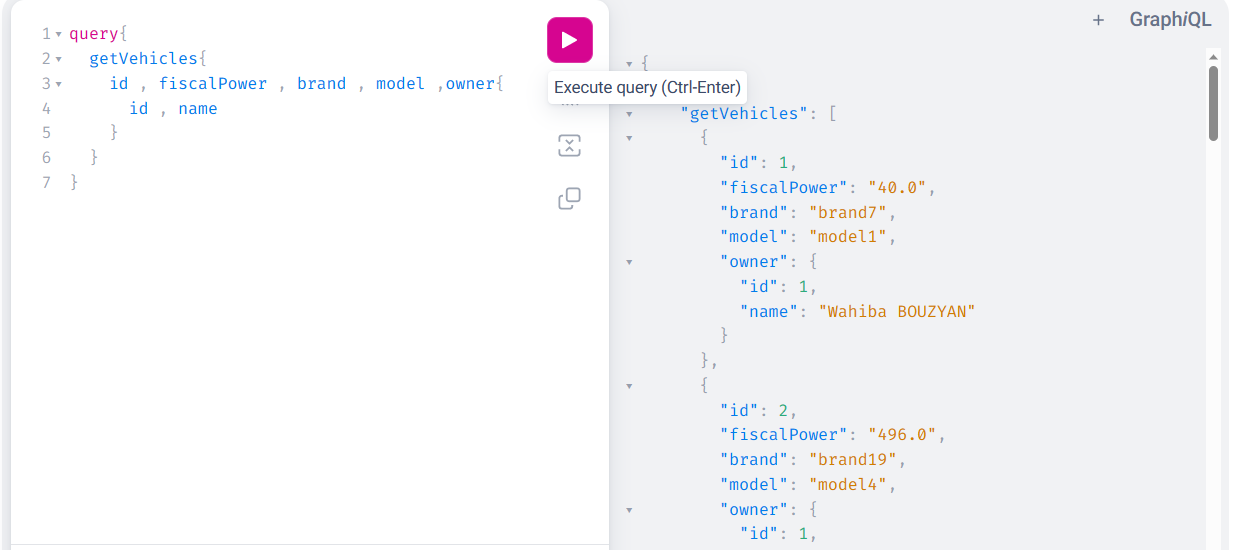 1 query{
2 getVehicles{
3 id , fiscalPower , brand , model ,owner{
4 id , name
5 }
6 }
7 }
Execute query (Ctrl-Enter)
+ GraphiQL
{
"getVehicles": [
{
"id": 1,
"fiscalPower": "40.0",
"brand": "brand7",
"model": "model1",
"owner": {
"id": 1,
"name": "Wahiba BOUZYAN"
}
},
{
"id": 2,
"fiscalPower": "496.0",
"brand": "brand19",
"model": "model4",
"owner": {
"id": 1,